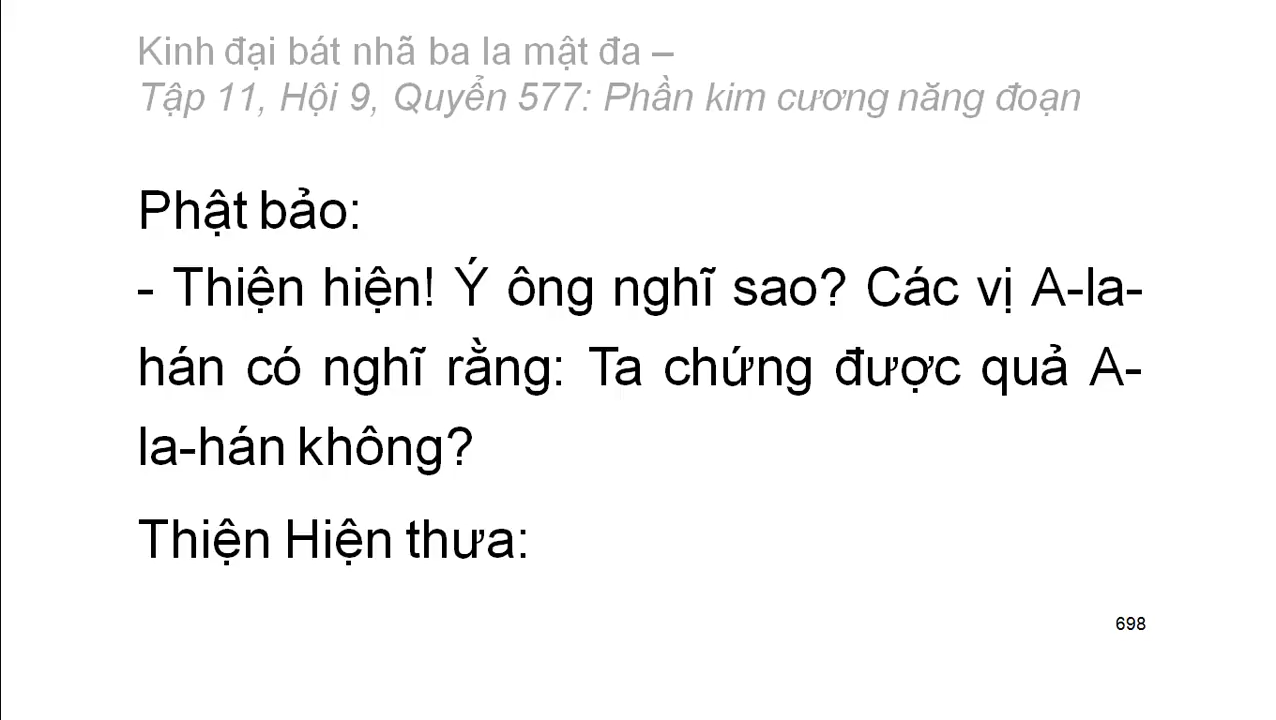 Kinh đại bát nhã ba la mật đa –
Tập 11, Hội 9, Quyển 577: Phần kim cương năng đoạn
Phật bảo:
- Thiện hiện! Ý ông nghĩ sao? Các vị A-la-
hán có nghĩ rằng: Ta chứng được quả A-
la-hán không?
Thiện Hiện thưa:
698